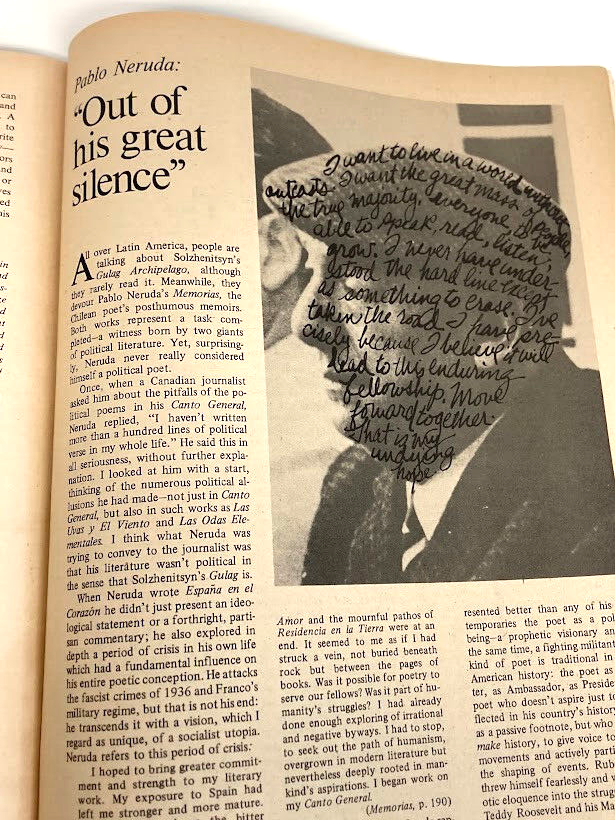 can
and
A
to
rite
ors
nd
or
ves
ed
his
in
Pablo Neruda:
“Out of
his great
silence”
All over Latin America, people are
talking about Solzhenitsyn's
Gulag Archipelago, although
they rarely read it. Meanwhile, they
devour Pablo Neruda's Memorias, the
Chilean poet's posthumous memoirs.
Both works represent a task com-
pleted—a witness born by two giants
of political literature. Yet, surprising-
ly, Neruda never really considered
himself a political poet.
Once, when a Canadian journalist
asked him about the pitfalls of the po-
litical poems in his Canto General,
Neruda replied, “I haven't written
more than a hundred lines of political
verse in my whole life.” He said this in
all seriousness, without further expla-
nation. I looked at him with a start,
thinking of the numerous political al-
lusions he had made—not just in Canto
General, but also in such works as Las
Uvas y El Viento and Las Odas Ele-
mentales. I think what Neruda was
trying to convey to the journalist was
that his literature wasn't political in
the sense that Solzhenitsyn's Gulag is.
When Neruda wrote España en el
Corazón he didn't just present an ideo-
logical statement or a forthright, parti-
san commentary; he also explored in
depth a period of crisis in his own life
which had a fundamental influence on
his entire poetic conception. He attacks
the fascist crimes of 1936 and Franco's
military regime, but that is not his end:
he transcends it with a vision, which I
regard as unique, of a socialist utopia.
Neruda refers to this period of crisis:
I hoped to bring greater commit-
ment and strength to my literary
work. My exposure to Spain had
left me stronger and more mature.
the bitter
I want to live in a world without
outcasts. I want the great mass of people,
the true majority, everyone, to be
able to speak, read, listen,
grow. I never have under-
stood the hard line except
as something to erase. I've
taken the road I have pre-
cisely because I believe it will
lead to the enduring
fellowship. Move
forward together.
That is my
undying
hope
Amor and the mournful pathos of
Residencia en la Tierra were at an
end. It seemed to me as if I had
struck a vein, not buried beneath
rock but between the pages of
books. Was it possible for poetry to
serve our fellows? Was it part of hu-
manity's struggles? I had already
done enough exploring of irrational
and negative byways. I had to stop,
to seek out the path of humanism,
overgrown in modern literature but
nevertheless deeply rooted in man-
kind's aspirations. I began work on
my Canto General.
(Memorias, p. 190)
resented better than any of his
temporaries the poet as a pol
being—a prophetic visionary an
the same time, a fighting militant
kind of poet is traditional in
American history: the poet as
ter, as Ambassador, as Preside
poet who doesn't aspire just to
flected in his country's history
as a passive footnote, but who
make history, to give voice to
movements and actively parti
the shaping of events. Rub
threw himself fearlessly and w
otic eloquence into the strugg
Teddy Roosevelt and his Ma